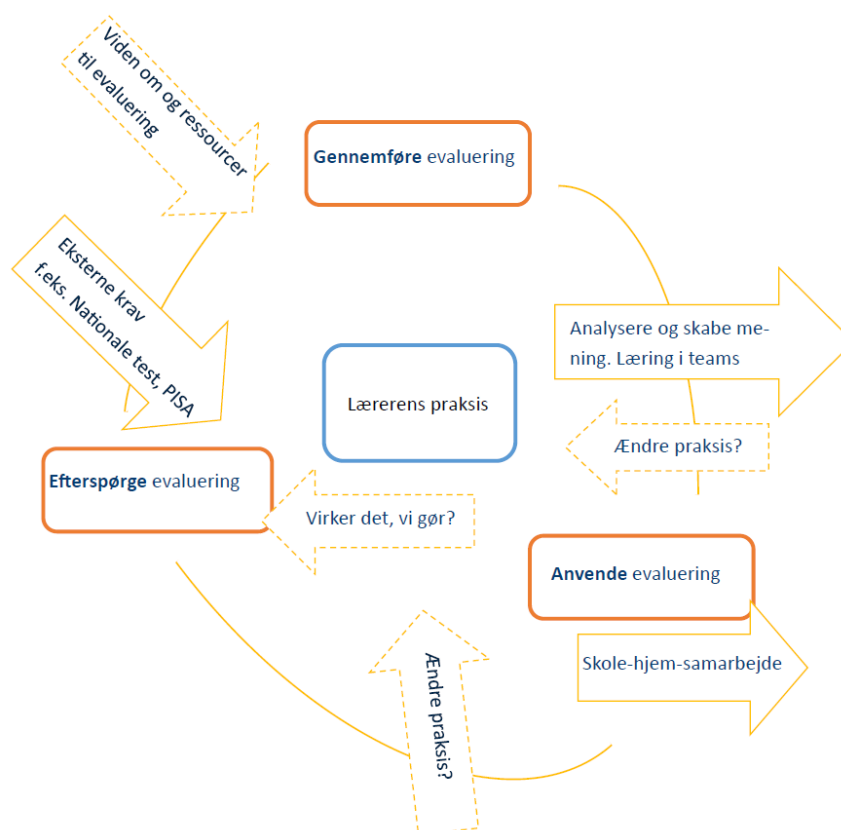 Viden om og ressourcer
til evaluering
Gennemføre evaluering
Eksterne krav
f.eks. Nationale test, PISA
Analysere og skabe me-
ning. Læring i teams
Lærerens praksis
Ændre praksis?
Efterspørge evaluering
Virker det, vi gør?
Anvende evaluering
Skole-hjem-samarbejde
Ændre praksis?